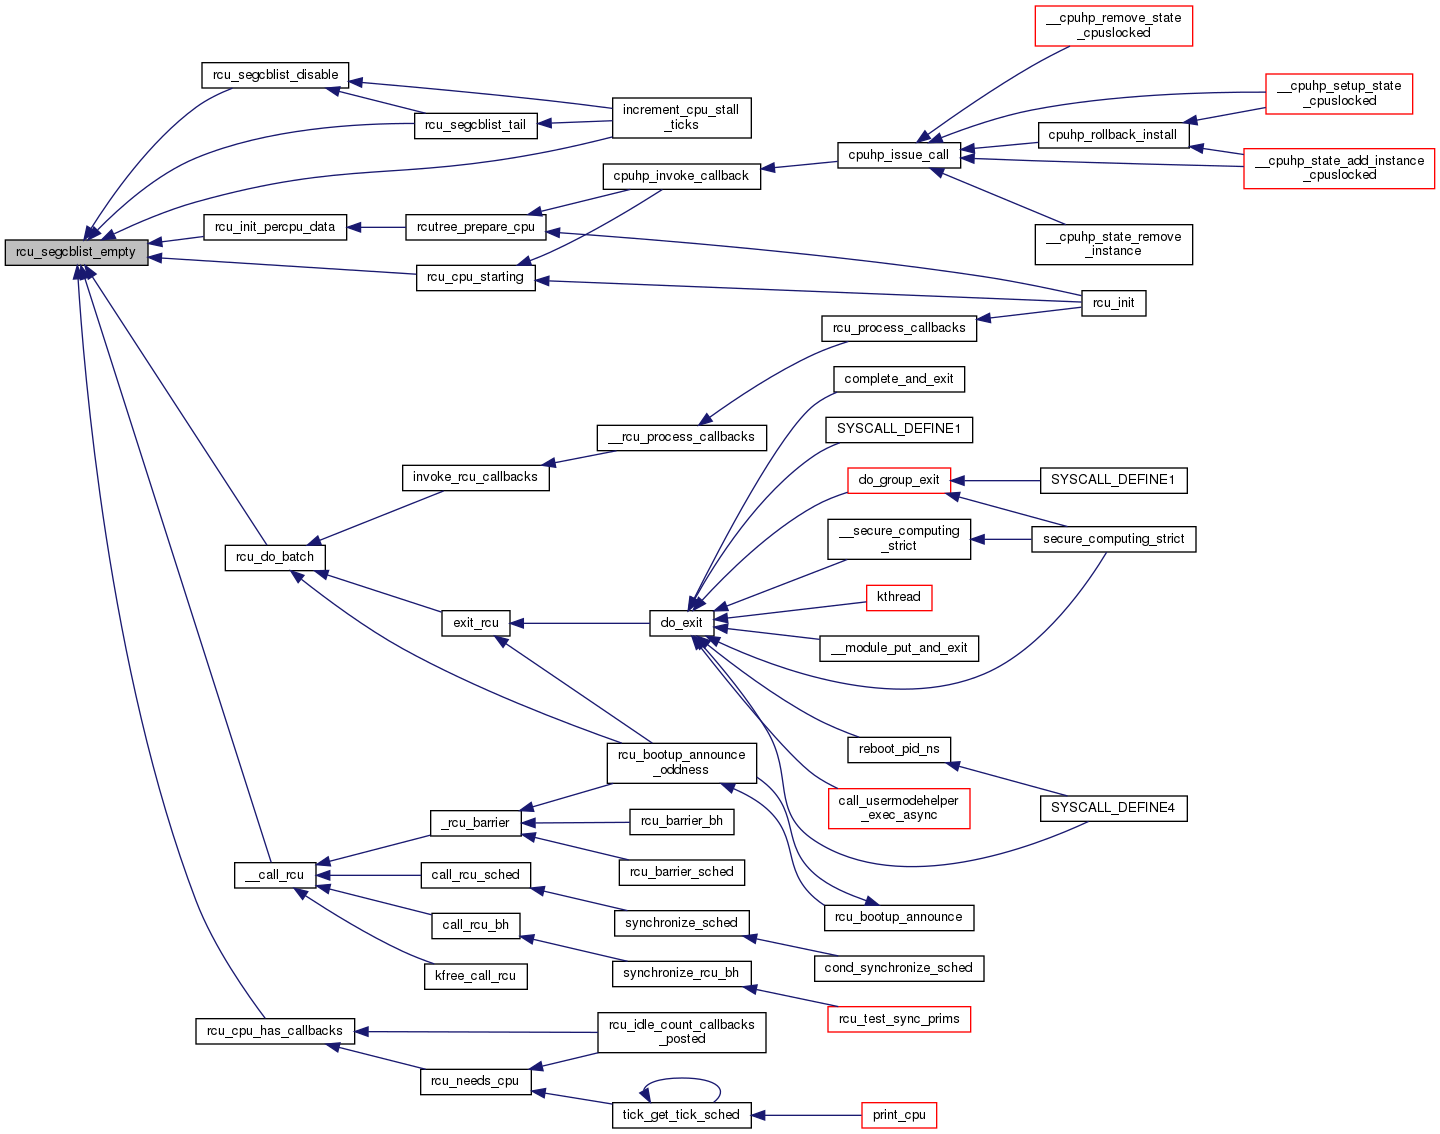 __cpuhp_remove_state
_cpuslocked
rcu_segcblist_disable
__cpuhp_setup_state
_cpuslocked
increment_cpu_stall
_ticks
rcu_segcblist_tail
cpuhp_rollback_install
cpuhp_issue_call
__cpuhp_state_add_instance
_cpuslocked
cpuhp_invoke_callback
rcu_init_percpu_data
rcutree_prepare_cpu
__cpuhp_state_remove
_instance
rcu_segcblist_empty
rcu_cpu_starting
rcu_init
rcu_process_callbacks
complete_and_exit
SYSCALL_DEFINE1
__rcu_process_callbacks
invoke_rcu_callbacks
do_group_exit
SYSCALL_DEFINE1
__secure_computing
_strict
secure_computing_strict
rcu_do_batch
kthread
exit_rcu
do_exit
__module_put_and_exit
rcu_bootup_announce
_oddness
reboot_pid_ns
call_usermodehelper
_exec_async
SYSCALL_DEFINE4
_rcu_barrier
rcu_barrier_bh
rcu_barrier_sched
__call_rcu
call_rcu_sched
rcu_bootup_announce
synchronize_sched
call_rcu_bh
cond_synchronize_sched
kfree_call_rcu
synchronize_rcu_bh
rcu_test_sync_prims
rcu_cpu_has_callbacks
rcu_idle_count_callbacks
_posted
rcu_needs_cpu
tick_get_tick_sched
print_cpu